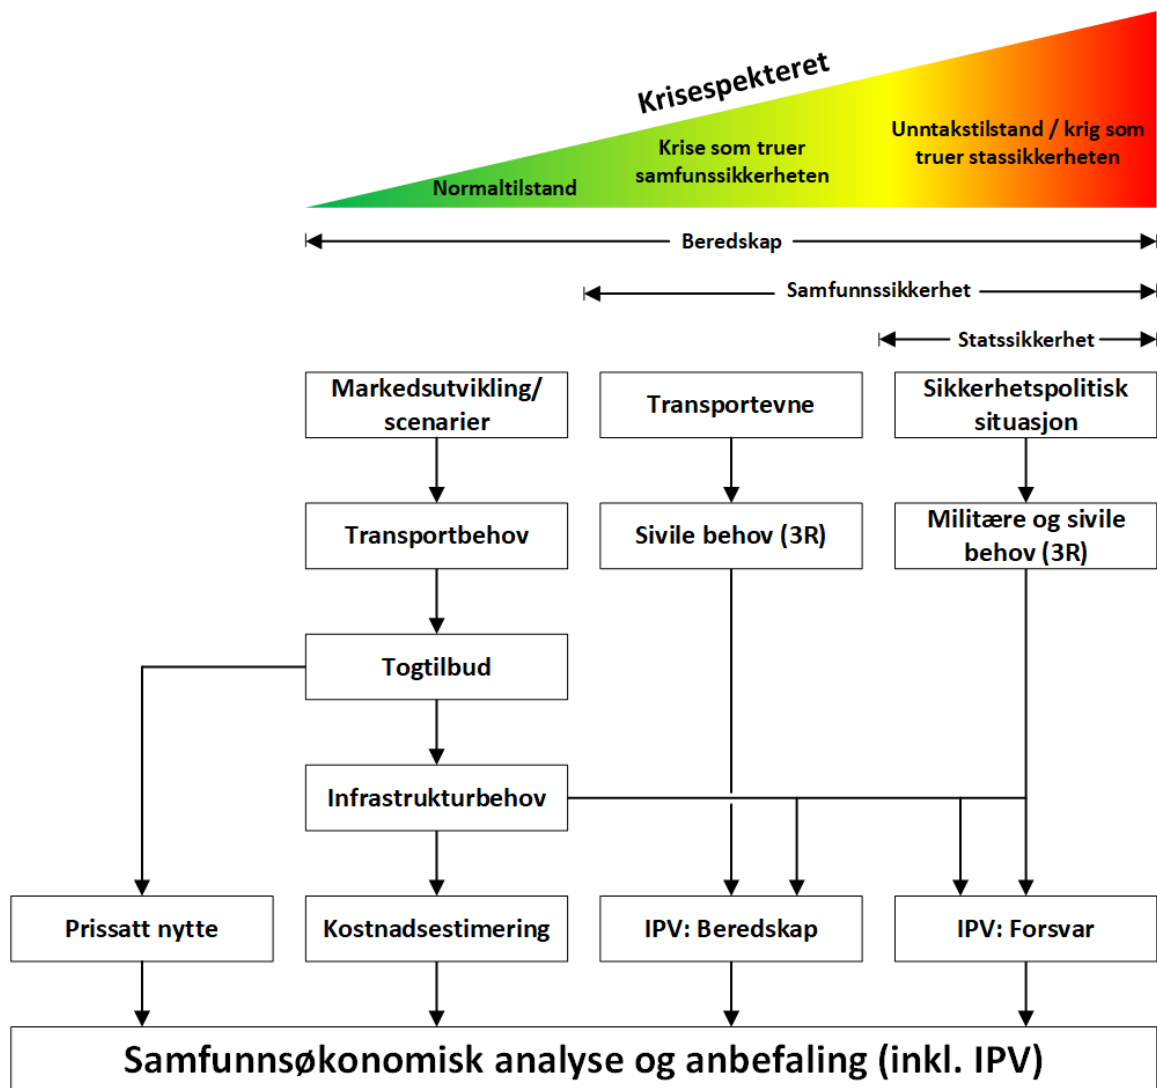 Krisespekteret
Normaltilstand
Krise som truer
samfunssikkerheten
Unntakstilstand / krig som
truer stassikkerheten
Beredskap
Samfunnssikkerhet
Statssikkerhet
Markedsutvikling/
scenarier
Transportevne
Sikkerhetspolitisk
situasjon
Transportbehov
Sivile behov (3R)
Militære og sivile
behov (3R)
Togtilbud
Infrastrukturbehov
Prissatt nytte
Kostnadsestimering
IPV: Beredskap
IPV: Forsvar
Samfunnsøkonomisk analyse og anbefaling (inkl. IPV)